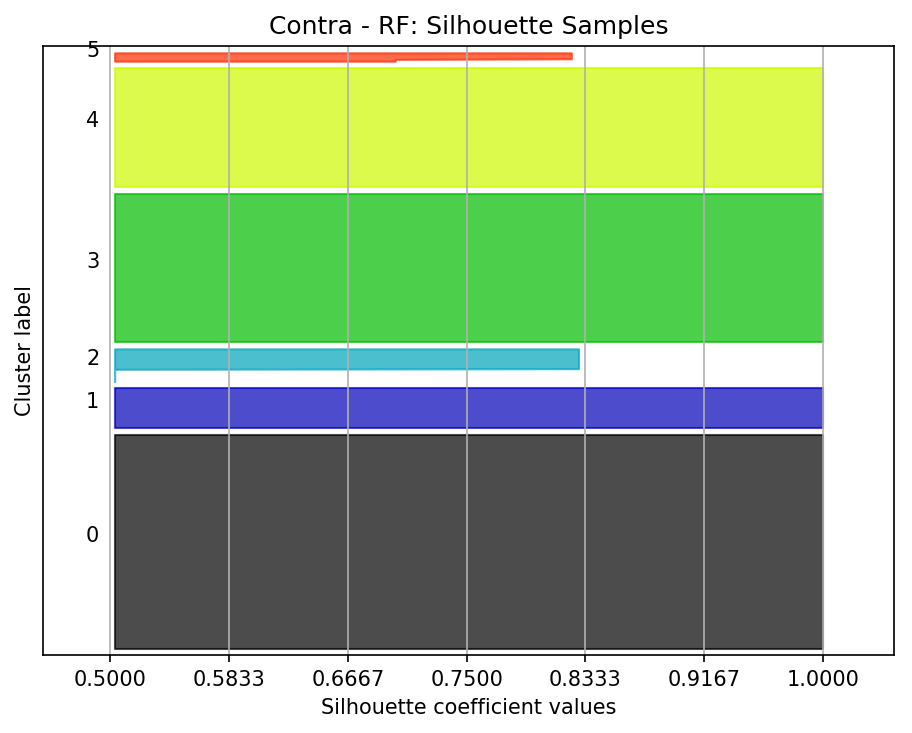 Contra - RF: Silhouette Samples
5
4
3
2
1
0
Cluster label
0.5000 0.5833 0.6667 0.7500 0.8333 0.9167 1.0000
Silhouette coefficient values